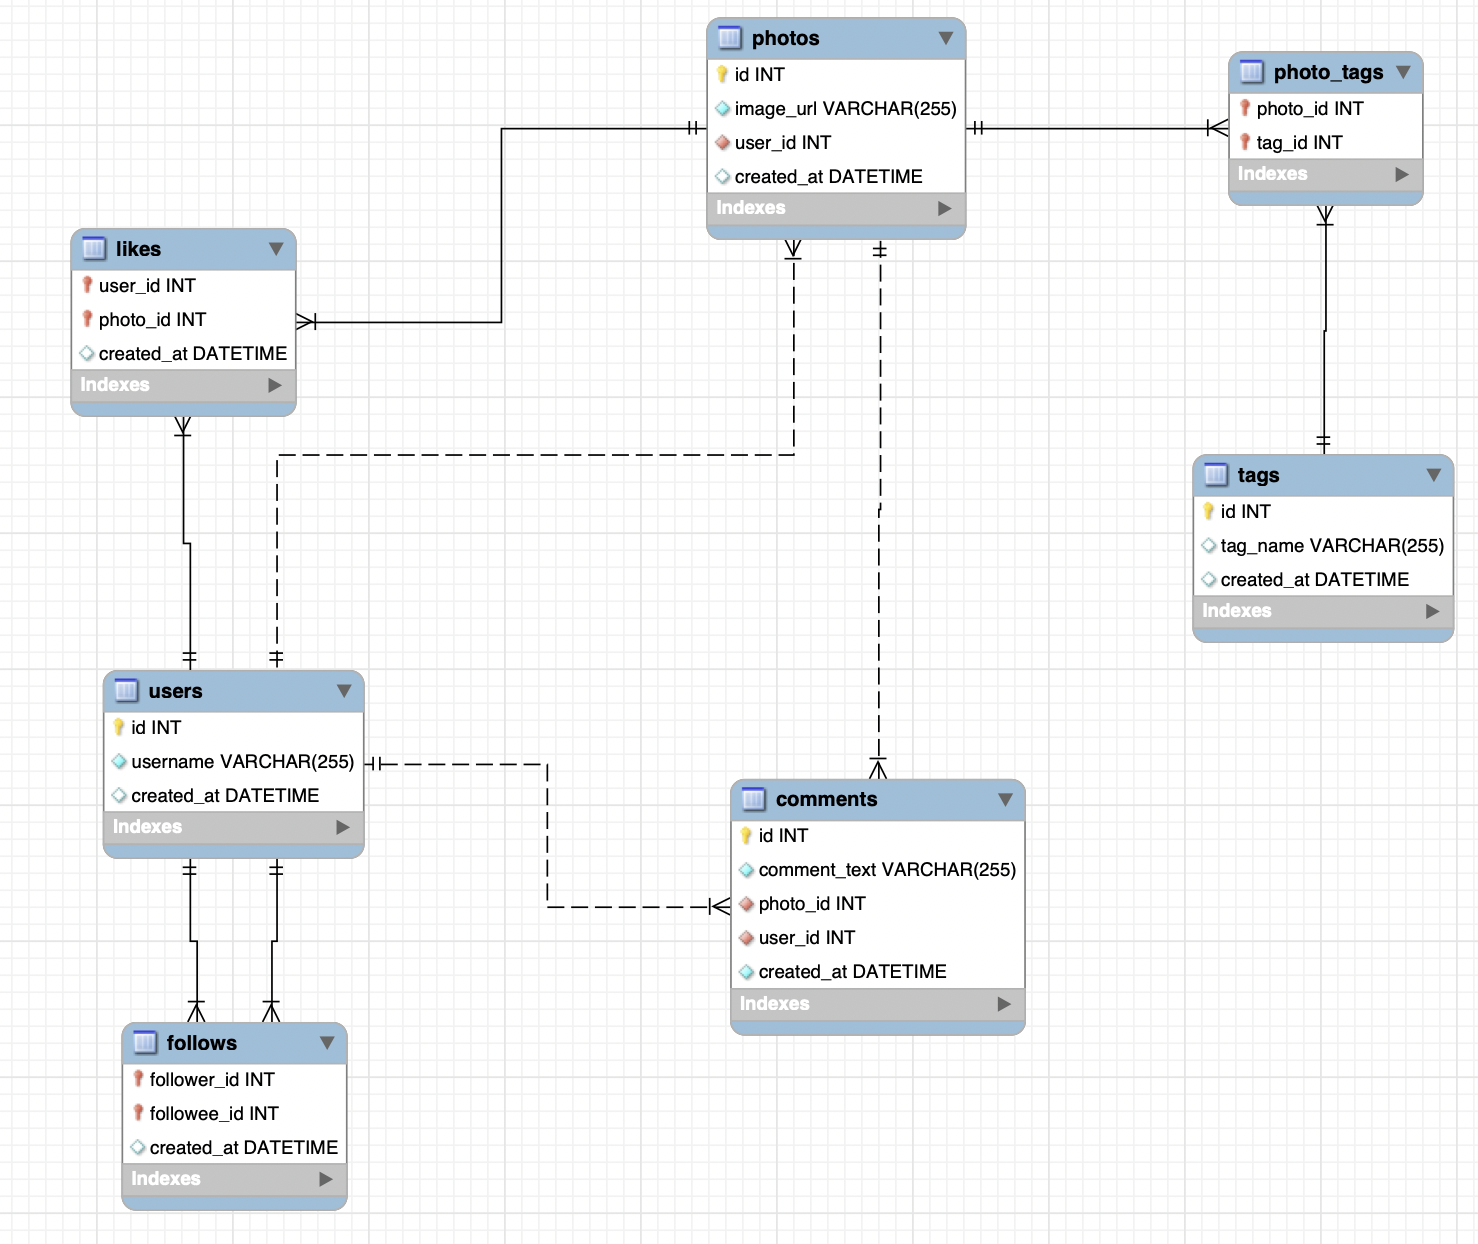 photos
id INT
image_url VARCHAR(255)
user_id INT
created_at DATETIME
Indexes
photo_tags
photo_id INT
tag_id INT
Indexes
likes
user_id INT
photo_id INT
created_at DATETIME
Indexes
tags
id INT
tag_name VARCHAR(255)
created_at DATETIME
Indexes
users
id INT
username VARCHAR(255)
created_at DATETIME
Indexes
comments
id INT
comment_text VARCHAR(255)
photo_id INT
user_id INT
created_at DATETIME
Indexes
follows
follower_id INT
followee_id INT
created_at DATETIME
Indexes